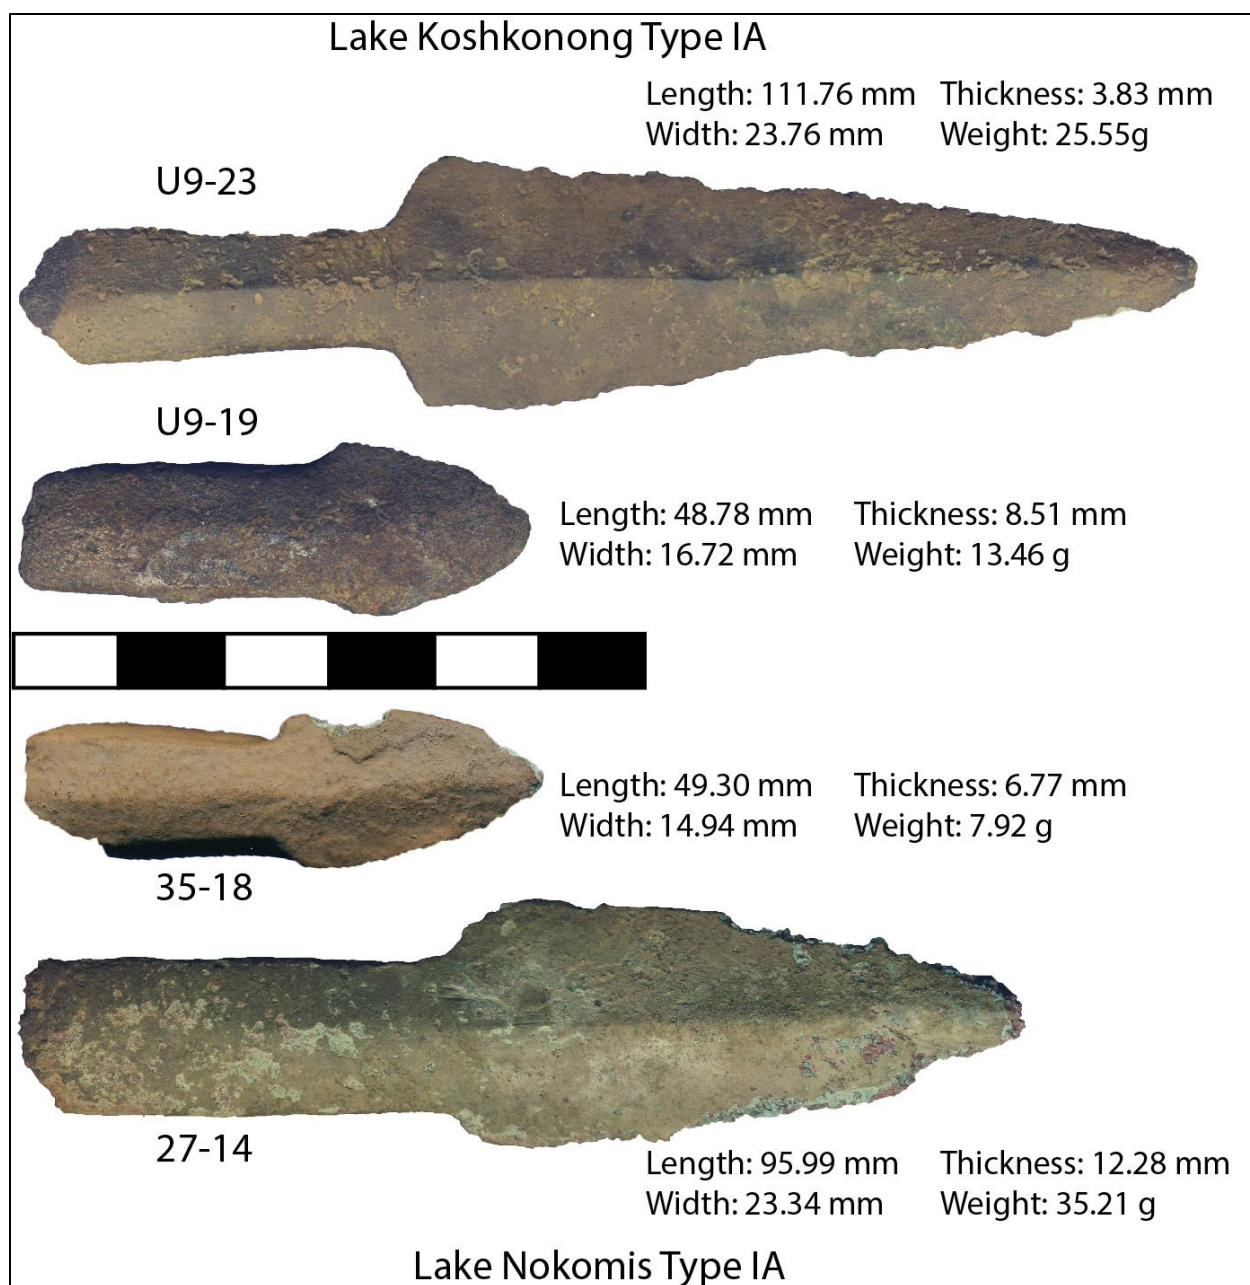 Lake Koshkonong Type IA
Length: 111.76 mm Thickness: 3.83 mm
Width: 23.76 mm Weight: 25.55g
U9-23
U9-19
Length: 48.78 mm Thickness: 8.51 mm
Width: 16.72 mm Weight: 13.46 g
Length: 49.30 mm Thickness: 6.77 mm
Width: 14.94 mm Weight: 7.92 g
35-18
27-14
Length: 95.99 mm Thickness: 12.28 mm
Width: 23.34 mm Weight: 35.21 g
Lake Nokomis Type IA